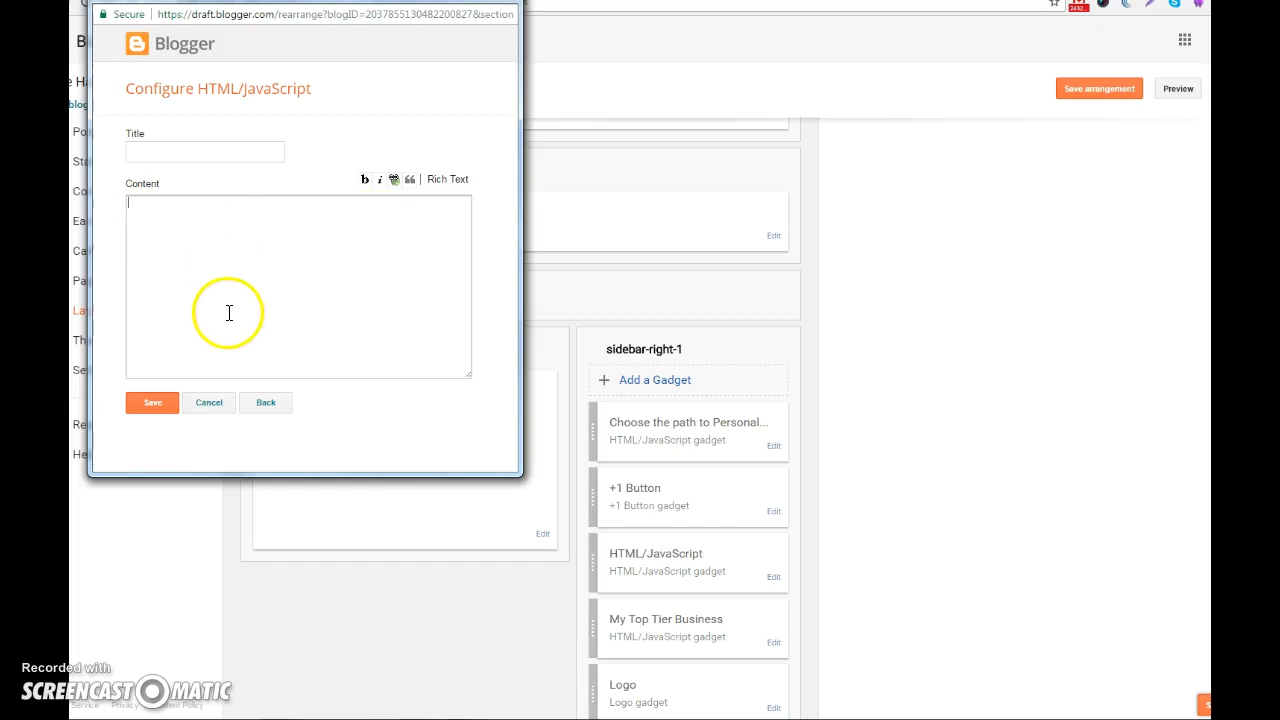 Secure https://draft.blogger.com/rearrange?blogID=2037855130482200827&section
Blogger
Configure HTML/JavaScript
Title
Content
b i Rich Text
Save Cancel Back
Save arrangement Preview
Edit
sidebar-right-1
Add a Gadget
Choose the path to Personal...
HTML/JavaScript gadget
Edit
+1 Button
+1 Button gadget
Edit
HTML/JavaScript
HTML/JavaScript gadget
Edit
My Top Tier Business
HTML/JavaScript gadget
Edit
Logo
Logo gadget
Edit
Edit
Recorded with
SCREENCAST MATIC
Service Privacy